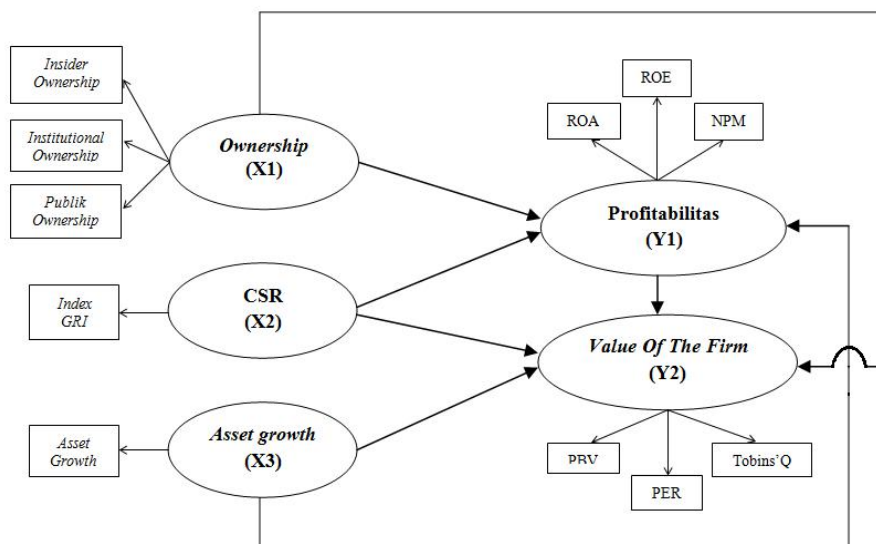 Insider
Ownership
Institutional
Ownership
Publik
Ownership
Ownership
(X1)
ROA
ROE
NPM
Profitabilitas
(Y1)
Index
GRI
CSR
(X2)
Value Of The Firm
(Y2)
Asset
Growth
Asset growth
(X3)
PBV
PER
Tobins'Q